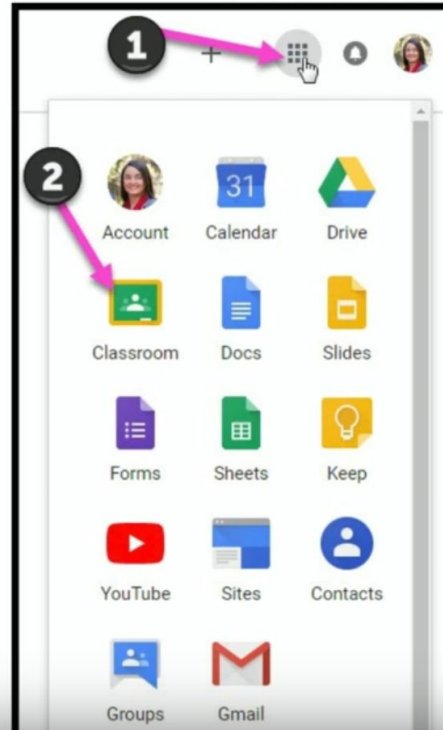 1
2
31
Account Calendar Drive
Classroom Docs Slides
Forms Sheets Keep
YouTube Sites Contacts
Groups Gmail